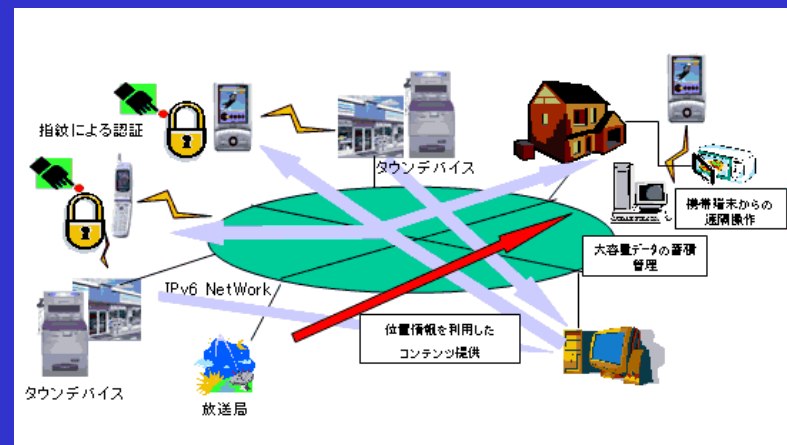 指紋による認証
タウンデバイス
携帯端末からの
遠隔操作
大容量データの蓄積
管理
IPv6 NetWork
位置情報を利用した
コンテンツ提供
タウンデバイス
放送局